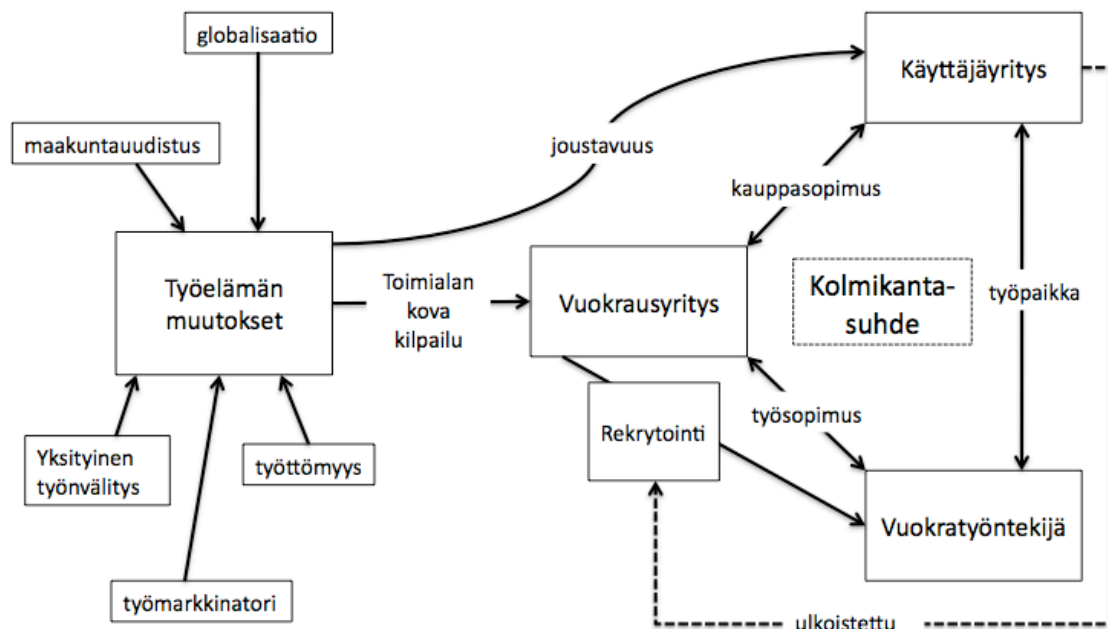 globalisaatio
Käyttäjäyritys
maakuntauudistus
joustavuus
kauppasopimus
Työelämän
muutokset
Toimialan
kova
kilpailu
Vuokrausyritys
Kolmikanta-
suhde
työpaikka
Rekrytointi
työsopimus
Yksityinen
työnvälitys
työttömyys
Vuokratyöntekijä
työmarkkinatori
ulkoistettu